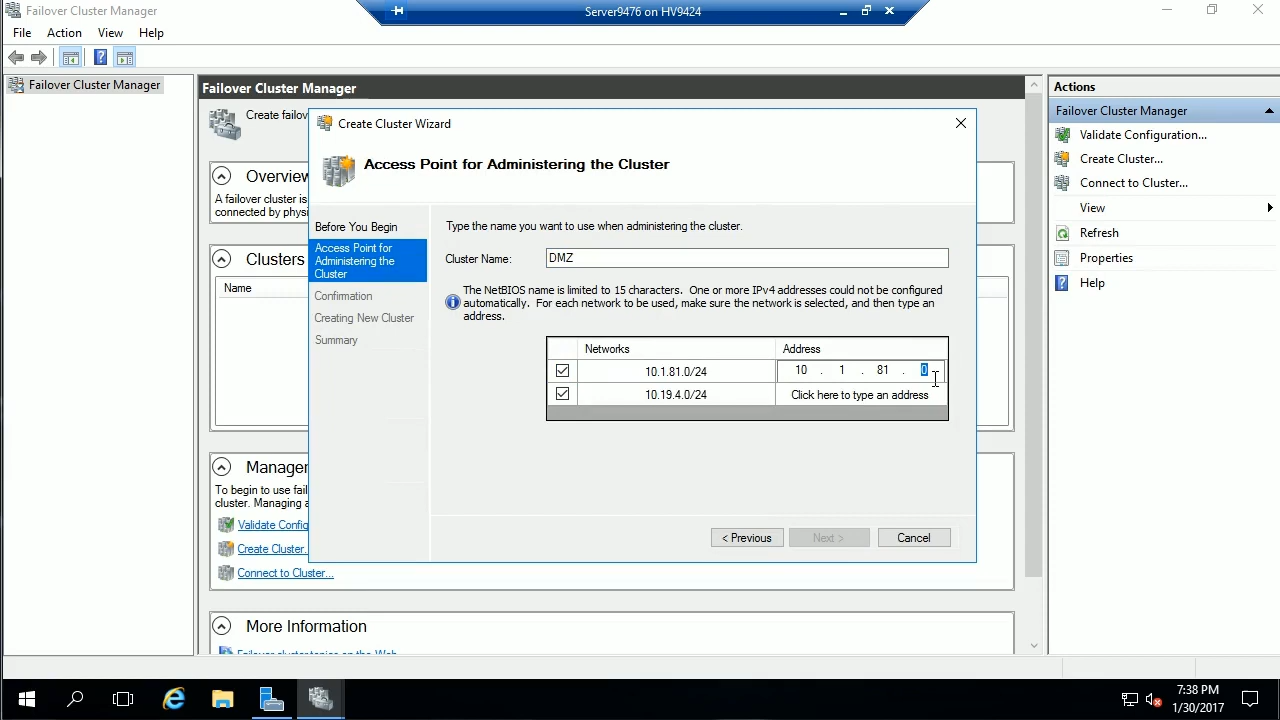 Failover Cluster Manager
Server9476 on HV9424
File Action View Help
Failover Cluster Manager
Failover Cluster Manager
Create failov
Overview
A failover cluster is
connected by physi
Clusters
Name
Manager
To begin to use fail
cluster. Managing a
Validate Config
Create Cluster.
Connect to Cluster...
More Information
Failover cluster topics on the Web
Create Cluster Wizard
Access Point for Administering the Cluster
Before You Begin
Access Point for
Administering the
Cluster
Confirmation
Creating New Cluster
Summary
Type the name you want to use when administering the cluster.
Cluster Name: DMZ
The NetBIOS name is limited to 15 characters. One or more IPv4 addresses could not be configured
automatically. For each network to be used, make sure the network is selected, and then type an
address.
Networks Address
10.1.81.0/24 10 . 1 . 81 . 0
10.19.4.0/24 Click here to type an address
< Previous Next > Cancel
Actions
Failover Cluster Manager
Validate Configuration...
Create Cluster...
Connect to Cluster...
View
Refresh
Properties
Help
7:38 PM
1/30/2017